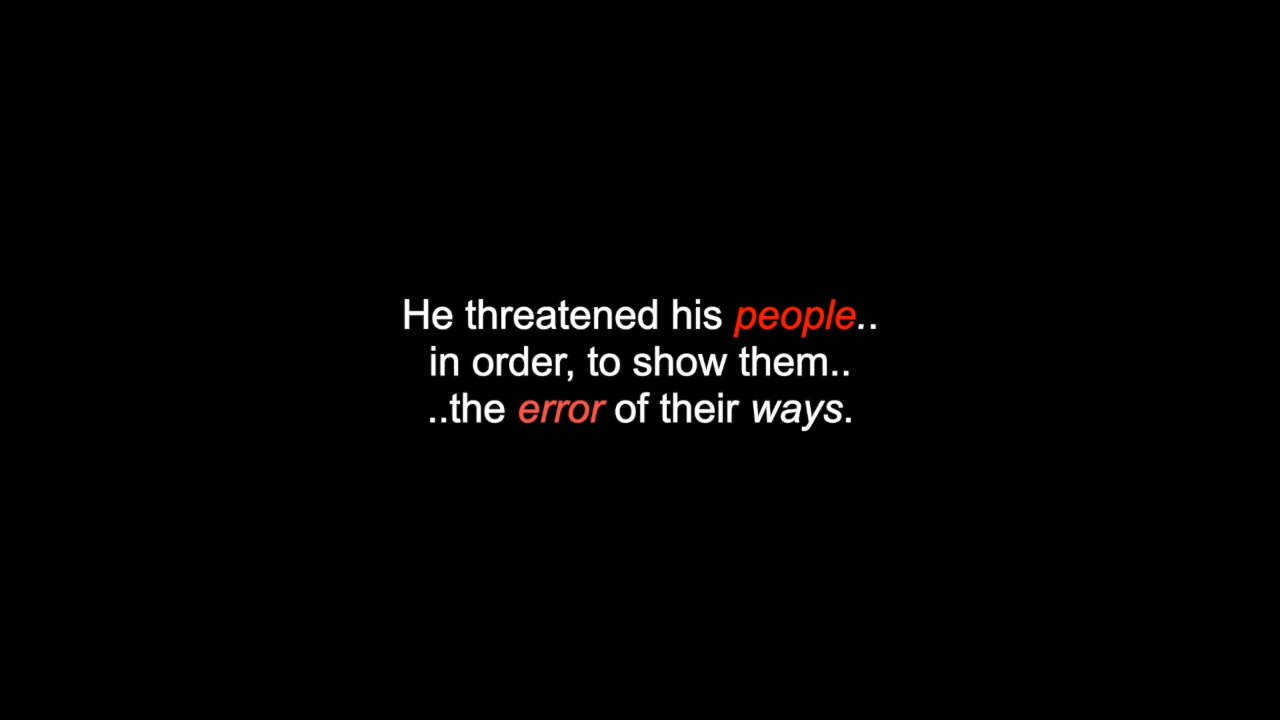 He threatened his people..
in order, to show them..
..the error of their ways.